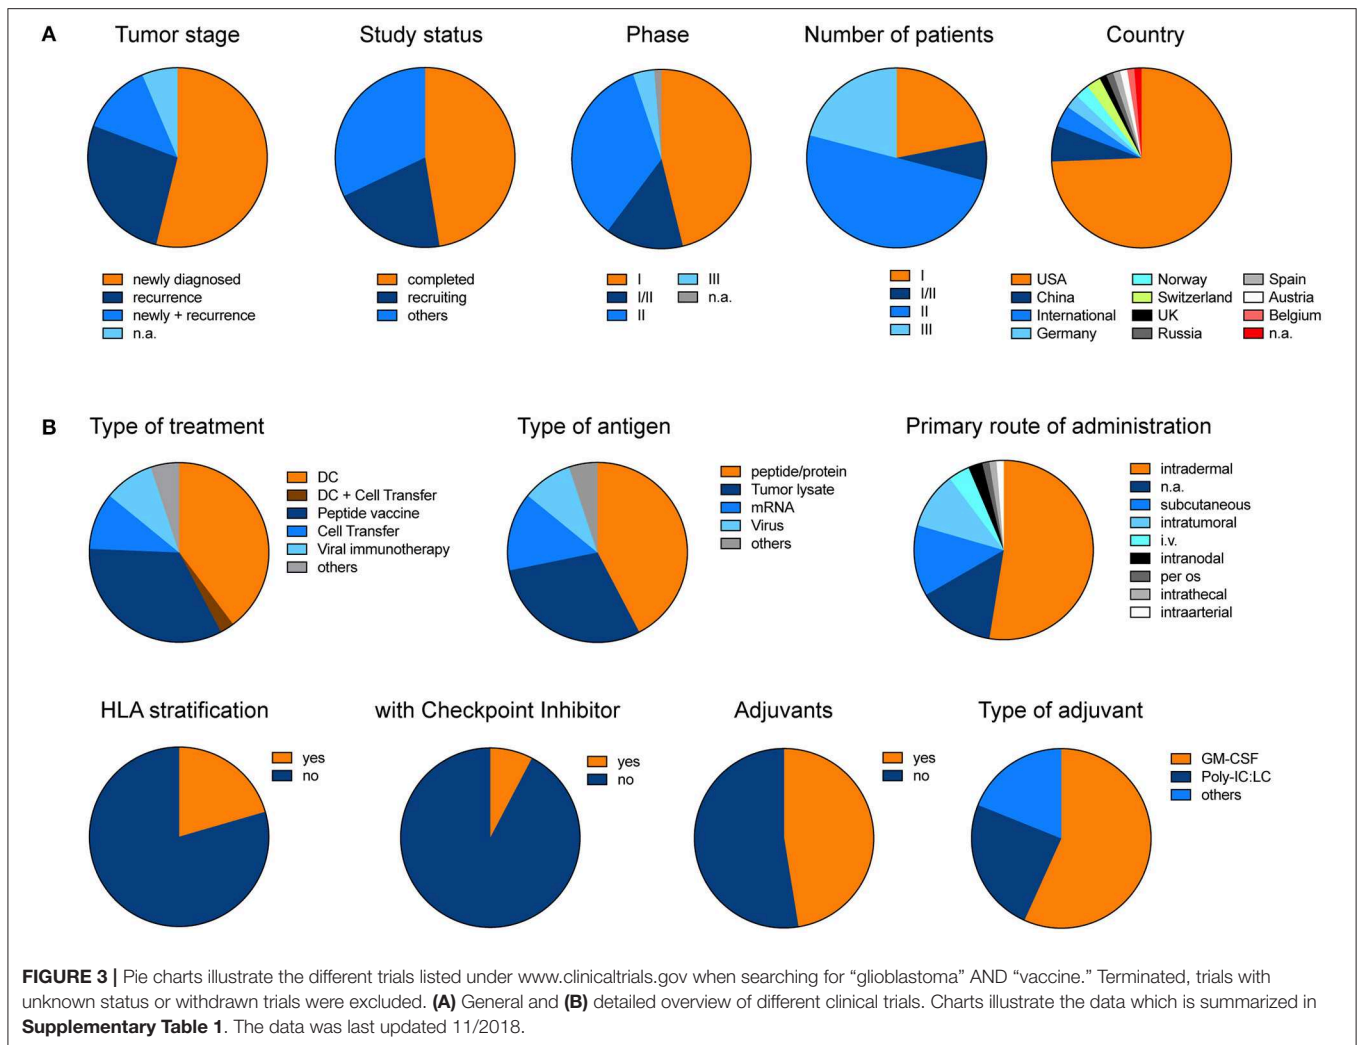 A
Tumor stage
Study status
Phase
Number of patients
Country
newly diagnosed
recurrence
newly + recurrence
n.a.
completed
recruiting
others
I
I/II
II
III
n.a.
I
I/II
II
III
USA
China
International
Germany
Norway
Switzerland
UK
Russia
Spain
Austria
Belgium
n.a.
B
Type of treatment
Type of antigen
Primary route of administration
DC
DC + Cell Transfer
Peptide vaccine
Cell Transfer
Viral immunotherapy
others
peptide/protein
Tumor lysate
mRNA
Virus
others
intradermal
n.a.
subcutaneous
intratumoral
i.v.
intranodal
per os
intrathecal
intraarterial
HLA stratification
with Checkpoint Inhibitor
Adjuvants
Type of adjuvant
yes
no
yes
no
yes
no
GM-CSF
Poly-IC:LC
others
FIGURE 3 | Pie charts illustrate the different trials listed under www.clinicaltrials.gov when searching for “glioblastoma” AND “vaccine.” Terminated, trials with
unknown status or withdrawn trials were excluded. (A) General and (B) detailed overview of different clinical trials. Charts illustrate the data which is summarized in
Supplementary Table 1. The data was last updated 11/2018.